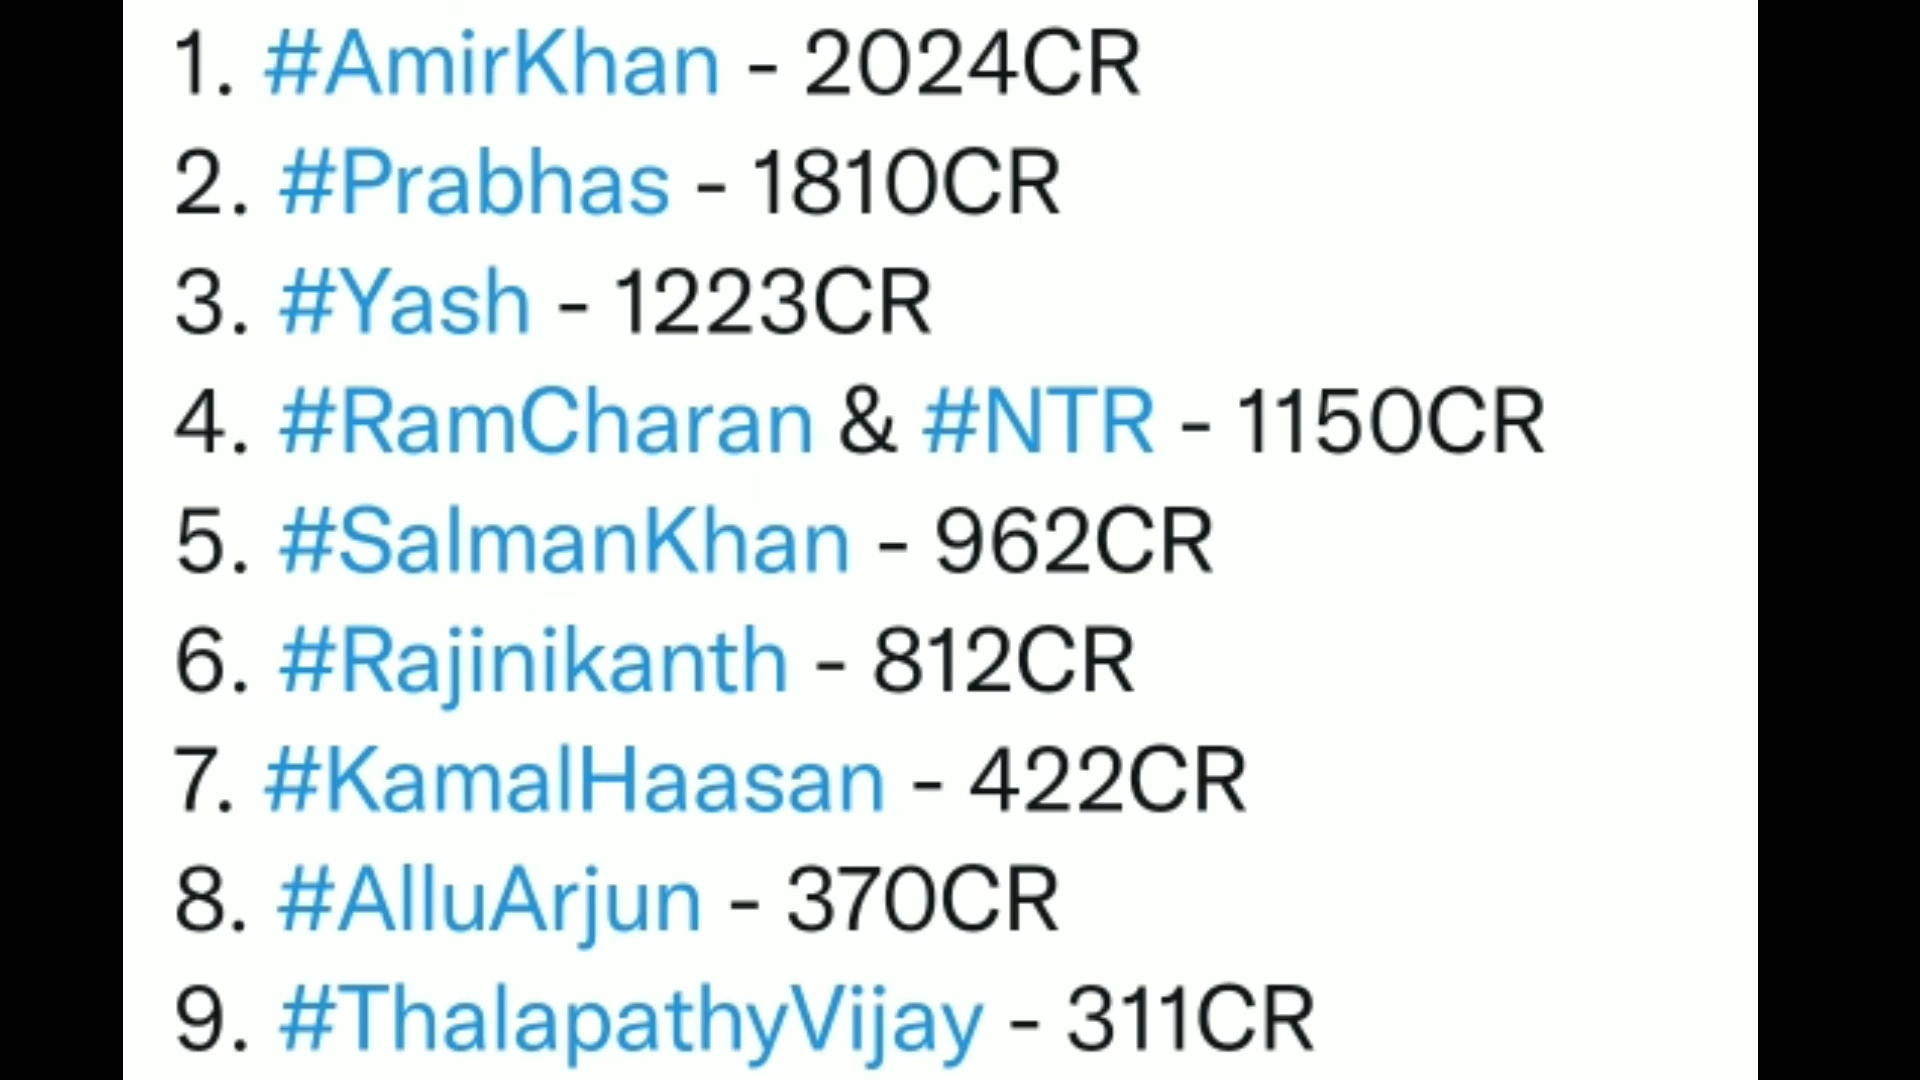 1. #AmirKhan - 2024CR
2. #Prabhas - 1810CR
3. #Yash - 1223CR
4. #RamCharan & #NTR - 1150CR
5. #SalmanKhan - 962CR
6. #Rajinikanth - 812CR
7. #KamalHaasan - 422CR
8. #AlluArjun - 370CR
9. #ThalapathyVijay - 311CR